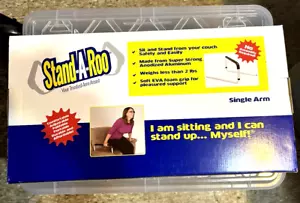 Stand-A-Roo
Sit and Stand from your couch
Safely and Easily
Made from Super Strong
Anodized Aluminum
Weighs less than 2 lbs
Soft EVA foam grip for
pleasured support
Single Arm
I am sitting and I can
stand up... Myself!